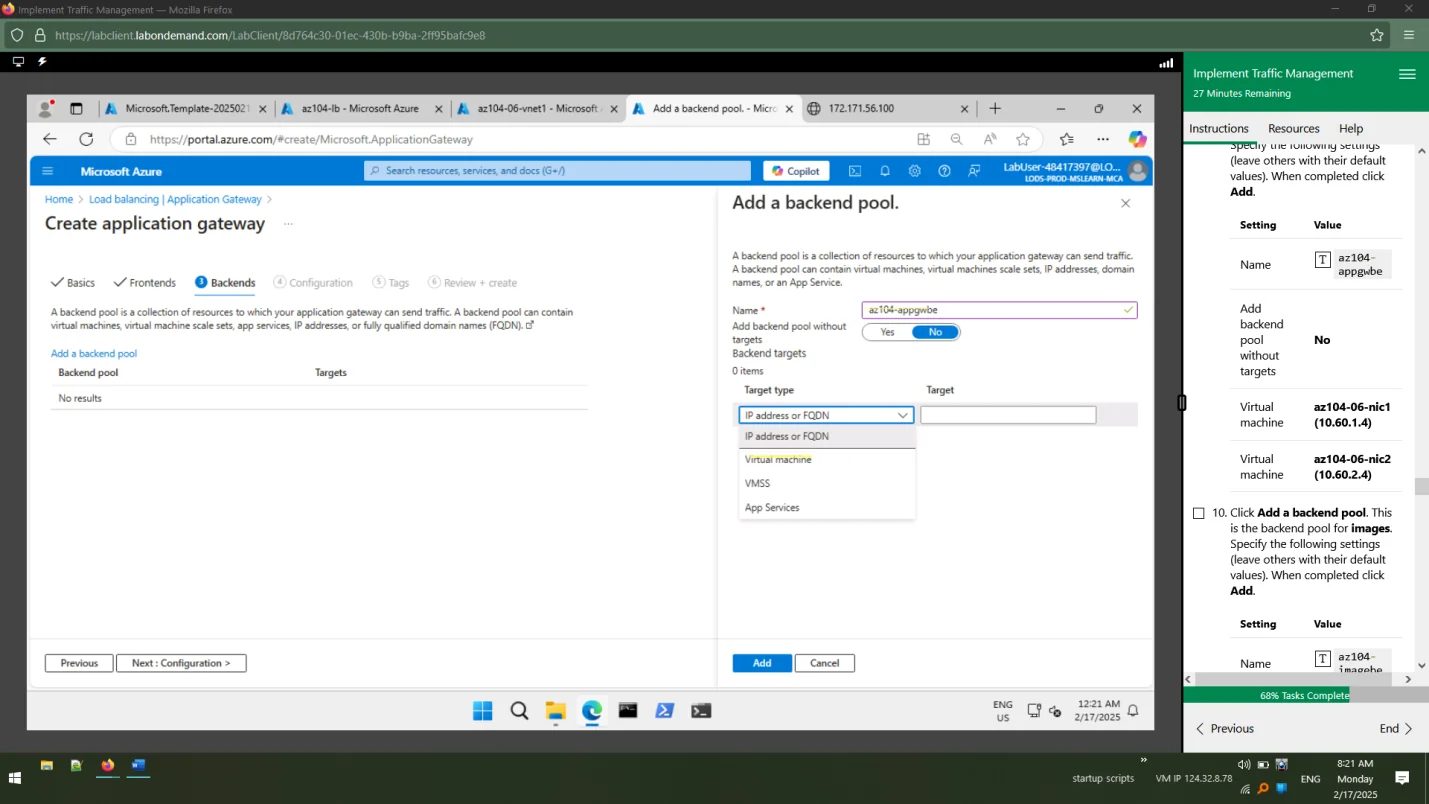 Implement Traffic Management — Mozilla Firefox
https://labclient.labondemand.com/LabClient/8d764c30-01ec-430b-b9ba-2ff95bafc9e8
Microsoft.Template-2025021
az104-lb - Microsoft Azure
az104-06-vnet1 - Microsoft
Add a backend pool. - Micro
172.171.56.100
https://portal.azure.com/#create/Microsoft.ApplicationGateway
Microsoft Azure
Search resources, services, and docs (G+/)
Copilot
LabUser-48417397@LO...
LODS-PROD-MSLEARN-MCA
Home > Load balancing | Application Gateway >
Create application gateway ...
Basics
Frontends
3 Backends
4 Configuration
5 Tags
6 Review + create
A backend pool is a collection of resources to which your application gateway can send traffic. A backend pool can contain
virtual machines, virtual machine scale sets, app services, IP addresses, or fully qualified domain names (FQDN).
Add a backend pool
Backend pool Targets
No results
Previous
Next : Configuration >
Add a backend pool.
A backend pool is a collection of resources to which your application gateway can send traffic.
A backend pool can contain virtual machines, virtual machines scale sets, IP addresses, domain
names, or an App Service.
Name * az104-appgwbe
Add backend pool without
targets
Yes No
Backend targets
0 items
Target type Target
IP address or FQDN
IP address or FQDN
Virtual machine
VMSS
App Services
Add
Cancel
ENG
US
12:21 AM
2/17/2025
Implement Traffic Management
27 Minutes Remaining
Instructions Resources Help
Specify the following settings
(leave others with their default
values). When completed click
Add.
Setting Value
Name T az104-
appgwbe
Add
backend
pool
without
targets
No
Virtual
machine
az104-06-nic1
(10.60.1.4)
Virtual
machine
az104-06-nic2
(10.60.2.4)
10. Click Add a backend pool. This
is the backend pool for images.
Specify the following settings
(leave others with their default
values). When completed click
Add.
Setting Value
Name T az104-
imagebe
68% Tasks Complete
< Previous
End >
startup scripts
»
VM IP 124.32.8.78
ENG
8:21 AM
Monday
2/17/2025